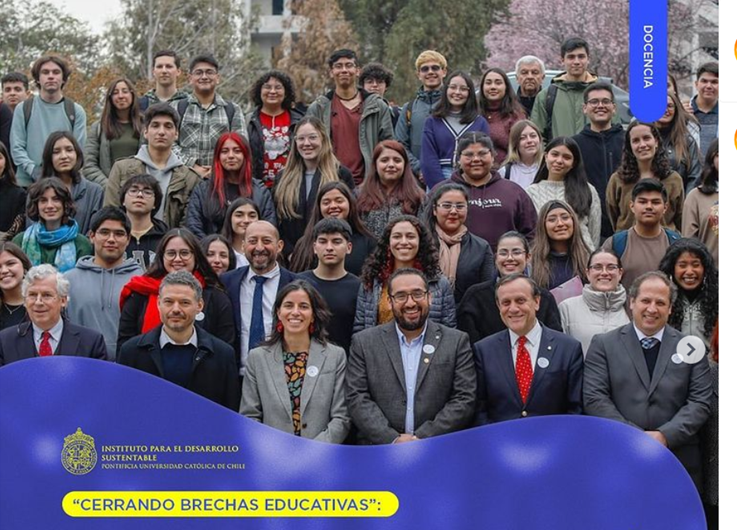 DOCENCIA
INSTITUTO PARA EL DESARROLLO
SUSTENTABLE
PONTIFICIA UNIVERSIDAD CATÓLICA DE CHILE
“CERRANDO BRECHAS EDUCATIVAS”: